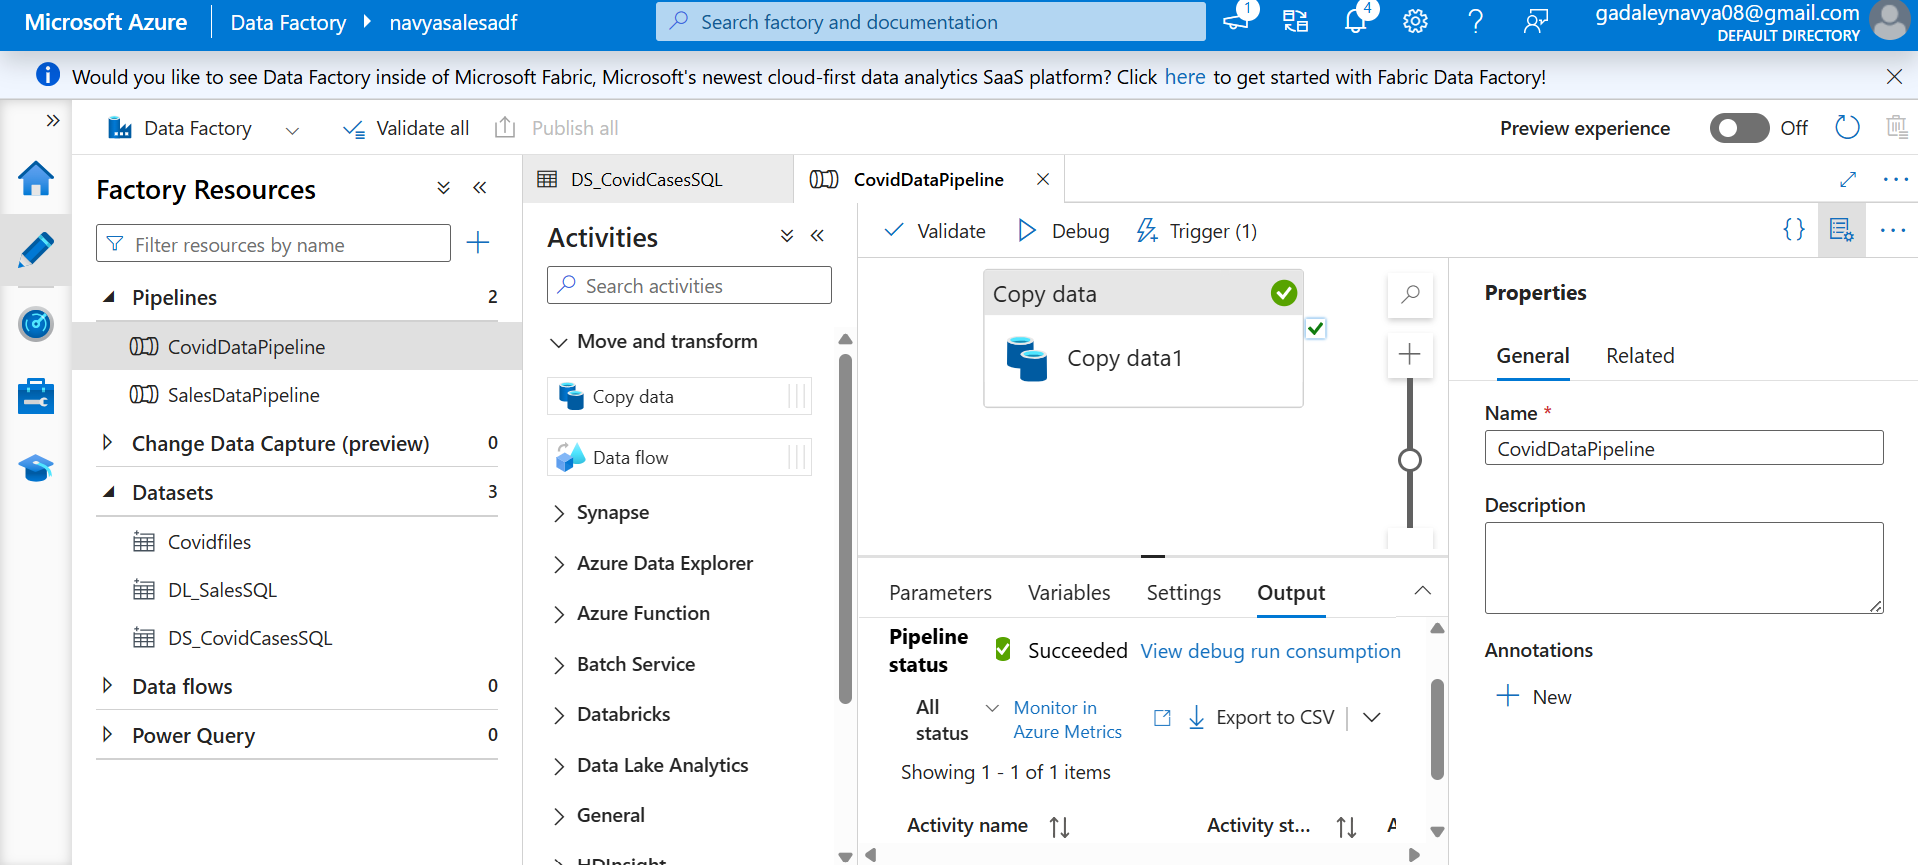 Microsoft Azure
Data Factory
navyasalesadf
Search factory and documentation
1
4
gadaleynavya08@gmail.com
DEFAULT DIRECTORY
Would you like to see Data Factory inside of Microsoft Fabric, Microsoft's newest cloud-first data analytics SaaS platform? Click here to get started with Fabric Data Factory!
Data Factory
Validate all
Publish all
Preview experience
Off
Factory Resources
Filter resources by name
Pipelines 2
CovidDataPipeline
SalesDataPipeline
Change Data Capture (preview) 0
Datasets 3
Covidfiles
DL_SalesSQL
DS_CovidCasesSQL
Data flows 0
Power Query 0
DS_CovidCasesSQL
CovidDataPipeline
Activities
Search activities
Move and transform
Copy data
Data flow
Synapse
Azure Data Explorer
Azure Function
Batch Service
Databricks
Data Lake Analytics
General
HDInsight
Validate
Debug
Trigger (1)
Copy data
Copy data1
Parameters
Variables
Settings
Output
Pipeline status
Succeeded
View debug run consumption
All status
Monitor in Azure Metrics
Export to CSV
Showing 1 - 1 of 1 items
Activity name
Activity st...
A
Properties
General
Related
Name *
CovidDataPipeline
Description
Annotations
New